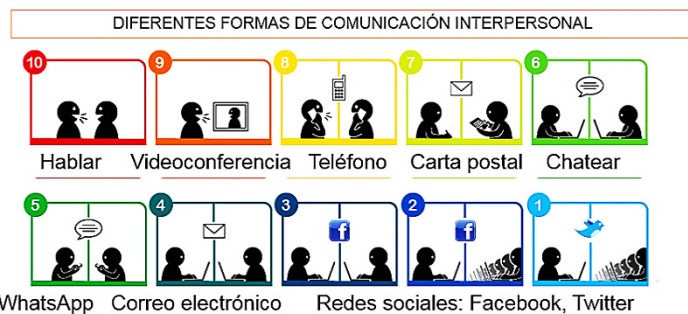 DIFERENTES FORMAS DE COMUNICACIÓN INTERPERSONAL
10 9 8 7 6
Hablar Videoconferencia Teléfono Carta postal Chatear
5 4 3 2 1
f f
WhatsApp Correo electrónico Redes sociales: Facebook, Twitter